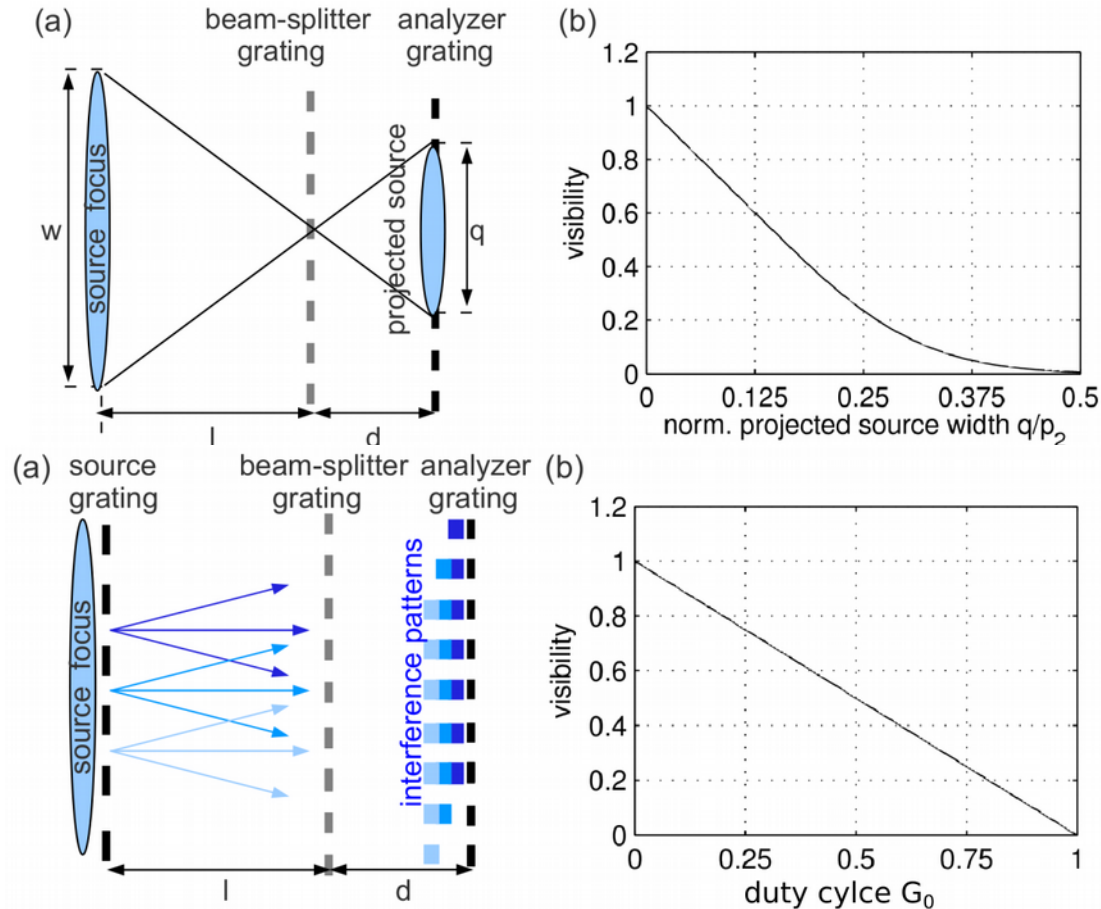 (a)
beam-splitter
grating
analyzer
grating
w
source focus
projected source
q
l
d
(b)
1.2
1
0.8
0.6
0.4
0.2
0
visibility
0 0.125 0.25 0.375 0.5
norm. projected source width q/p2
(a)
source
grating
beam-splitter
grating
analyzer
grating
source focus
interference patterns
l
d
(b)
1.2
1
0.8
0.6
0.4
0.2
0
visibility
0 0.25 0.5 0.75 1
duty cylce G0